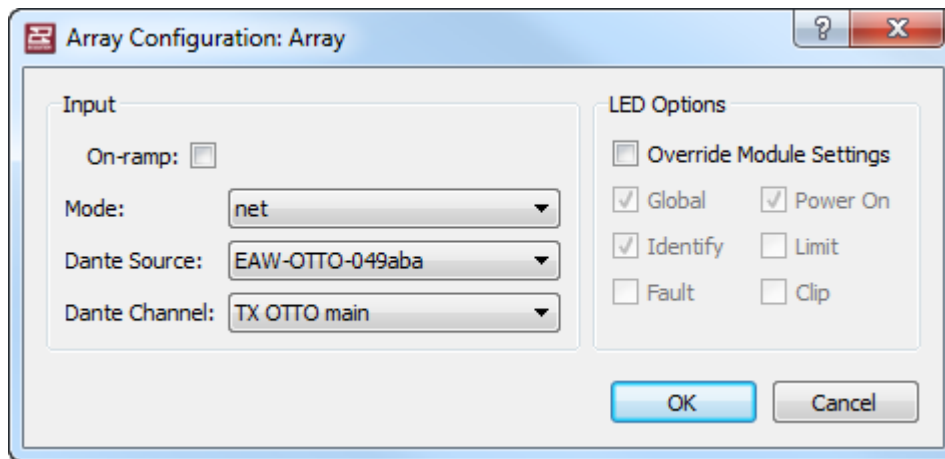 Array Configuration: Array
?
X
Input
On-ramp:
Mode:
net
Dante Source:
EAW-OTTO-049aba
Dante Channel:
TX OTTO main
LED Options
Override Module Settings
Global
Power On
Identify
Limit
Fault
Clip
OK
Cancel